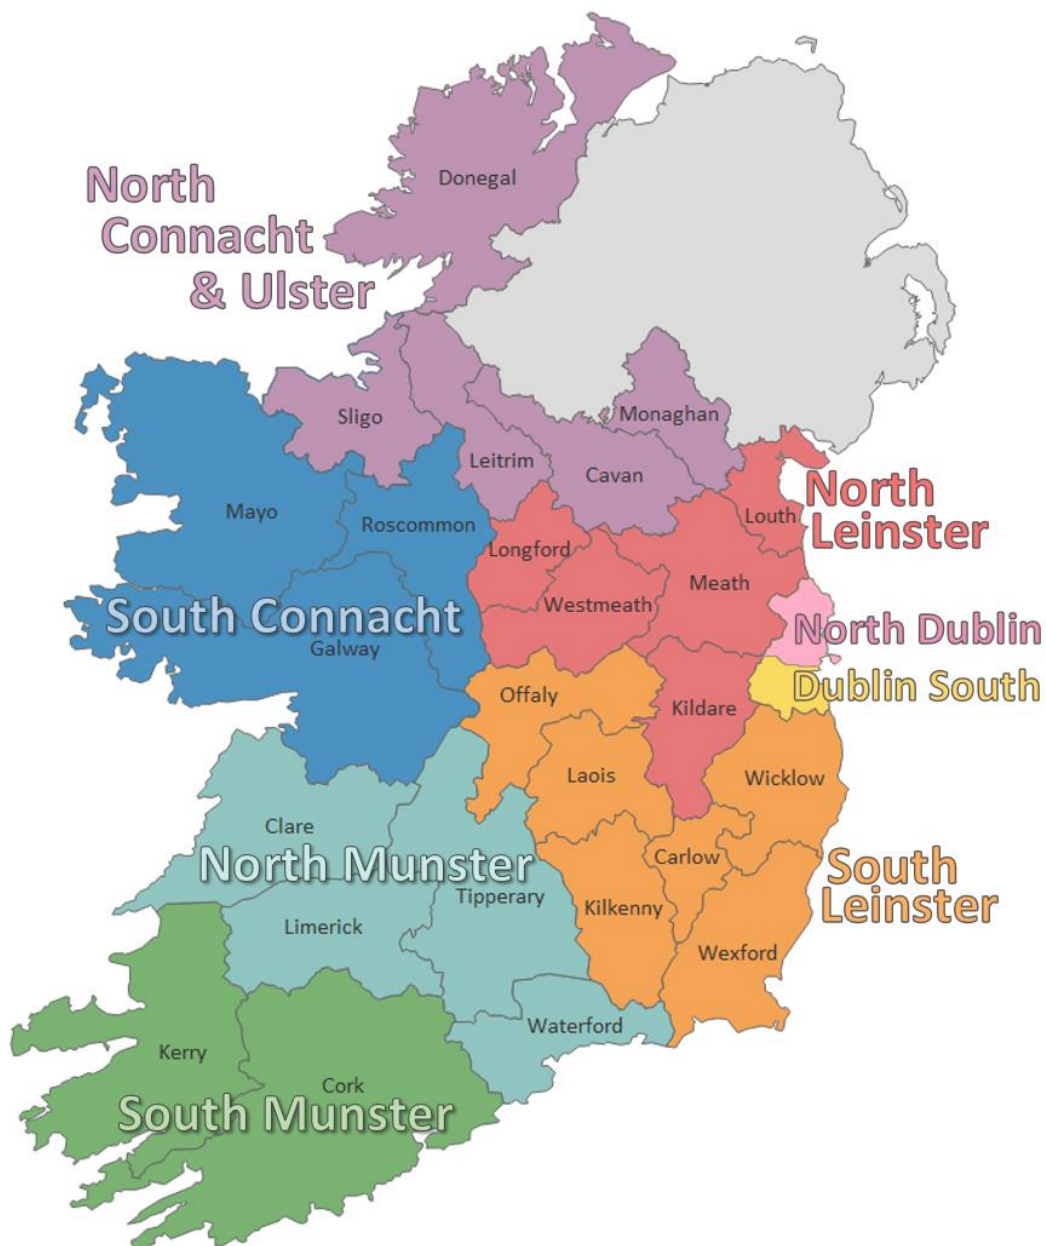 Donegal
North
Connacht
& Ulster
Monaghan
Sligo
Leitrim
Cavan
North
Leinster
Mayo
Roscommon
Louth
Longford
Meath
Westmeath
South Connacht
North Dublin
Galway
Dublin South
Offaly
Kildare
Laois
Wicklow
Clare
North Munster
Carlow
South
Leinster
Tipperary
Kilkenny
Limerick
Wexford
Waterford
Kerry
Cork
South Munster